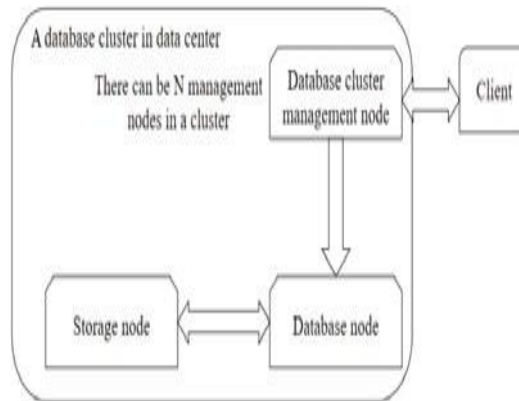 A database cluster in data center
There can be N management
nodes in a cluster
Database cluster
management node
Client
Storage node
Database node